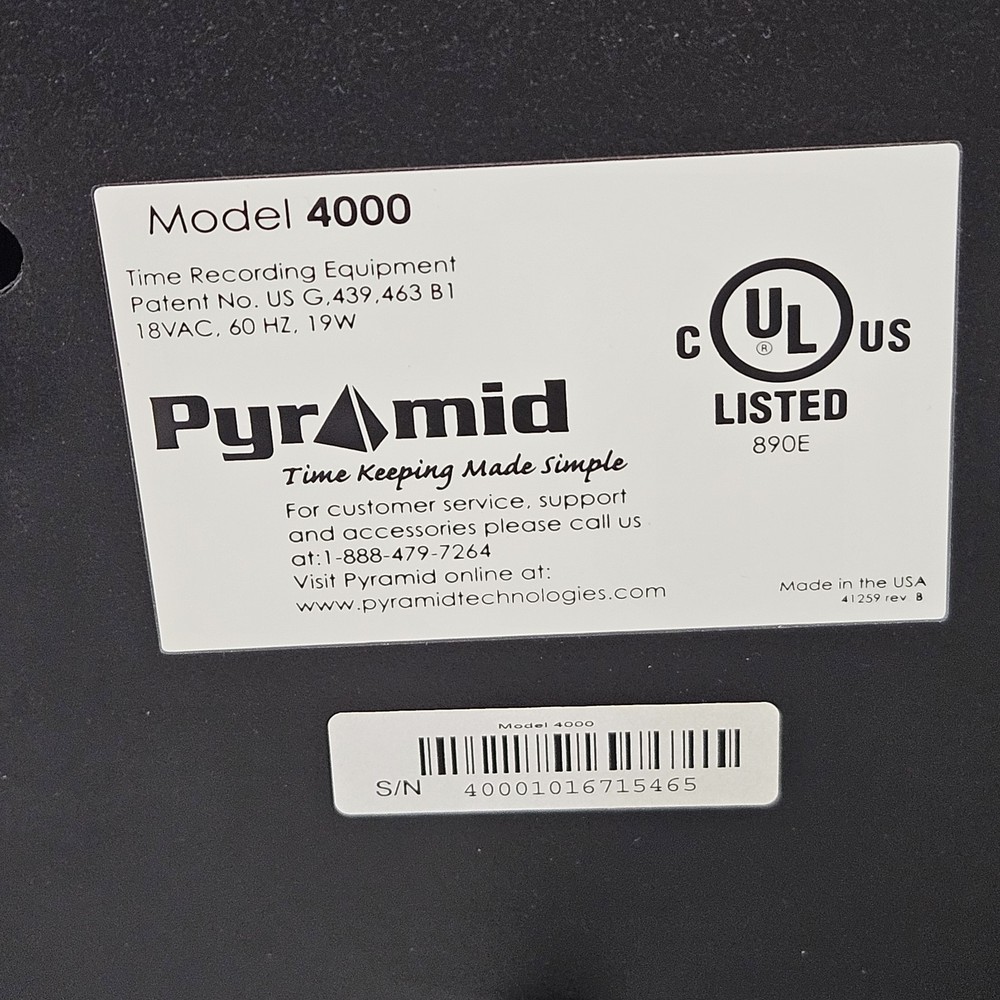 Model 4000
Time Recording Equipment
Patent No. US G,439,463 B1
18VAC, 60 HZ, 19W
C UL ® US
LISTED
890E
Pyramid
Time Keeping Made Simple
For customer service, support
and accessories please call us
at:1-888-479-7264
Visit Pyramid online at:
www.pyramidtechnologies.com
Made in the USA
41259 rev B
Model 4000
S/N 40001016715465